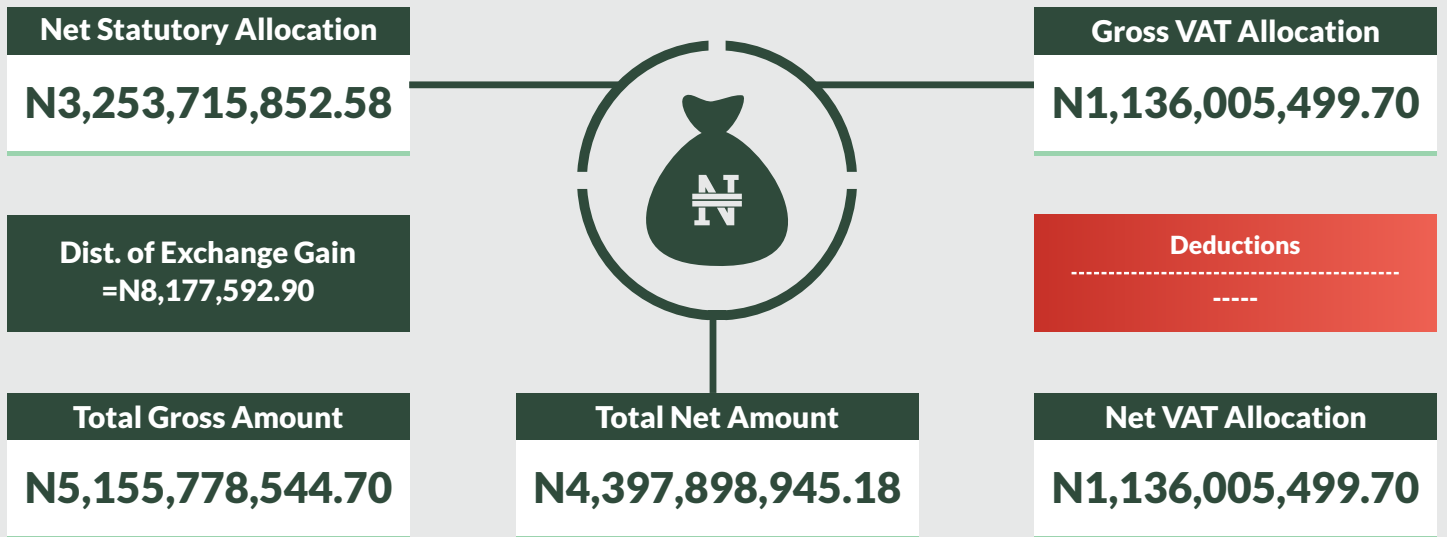 Net Statutory Allocation
N3,253,715,852.58
Gross VAT Allocation
N1,136,005,499.70
₦
Dist. of Exchange Gain
=N8,177,592.90
Deductions
--------------------------------------------
-----
Total Gross Amount
N5,155,778,544.70
Total Net Amount
N4,397,898,945.18
Net VAT Allocation
N1,136,005,499.70